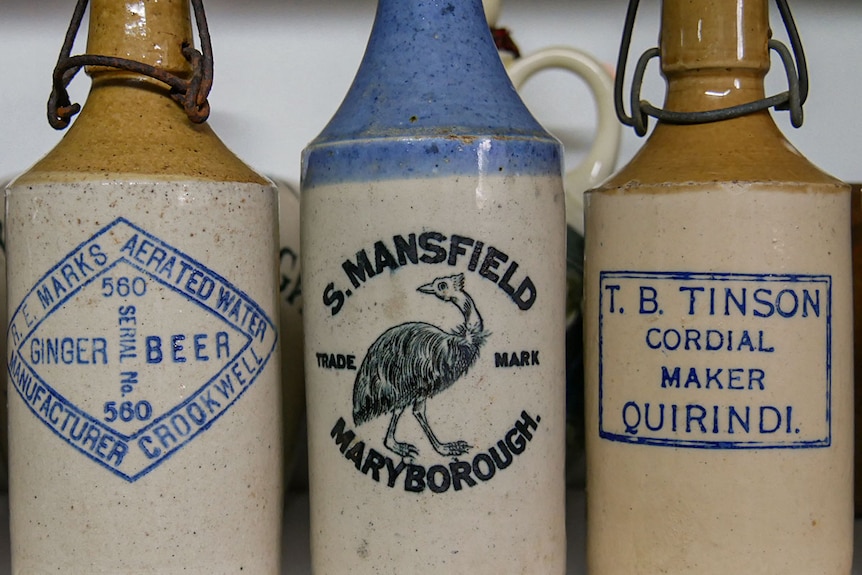 R. E. MARKS
AERATED WATER
MANUFACTURER
CROOKWELL
560
SERIAL No.
560
GINGER BEER
S. MANSFIELD
TRADE MARK
MARYBOROUGH.
T. B. TINSON
CORDIAL
MAKER
QUIRINDI.